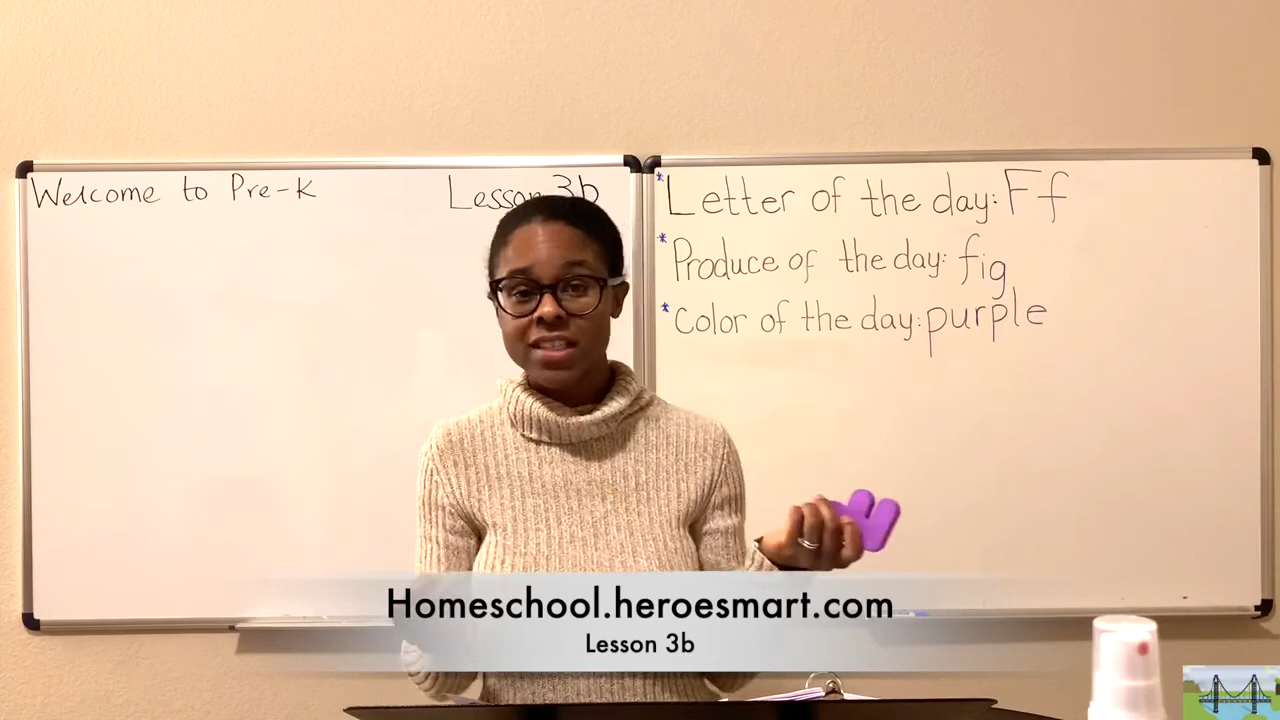 Welcome to Pre-K
Lesson 3b
*Letter of the day: Ff
*Produce of the day: fig
*Color of the day: purple
Homeschool.heroesmart.com
Lesson 3b